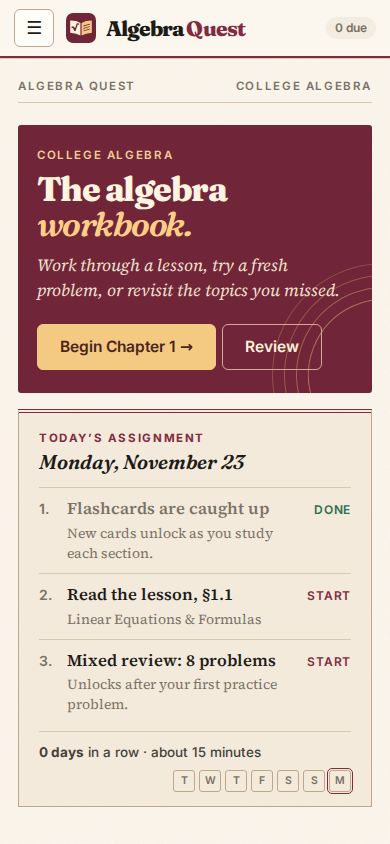 ☰ Algebra Quest 0 due
ALGEBRA QUEST COLLEGE ALGEBRA
COLLEGE ALGEBRA
The algebra
workbook.
Work through a lesson, try a fresh
problem, or revisit the topics you missed.
Begin Chapter 1 → Review
TODAY'S ASSIGNMENT
Monday, November 23
1. Flashcards are caught up DONE
New cards unlock as you study
each section.
2. Read the lesson, §1.1 START
Linear Equations & Formulas
3. Mixed review: 8 problems START
Unlocks after your first practice
problem.
0 days in a row · about 15 minutes
T W T F S S M